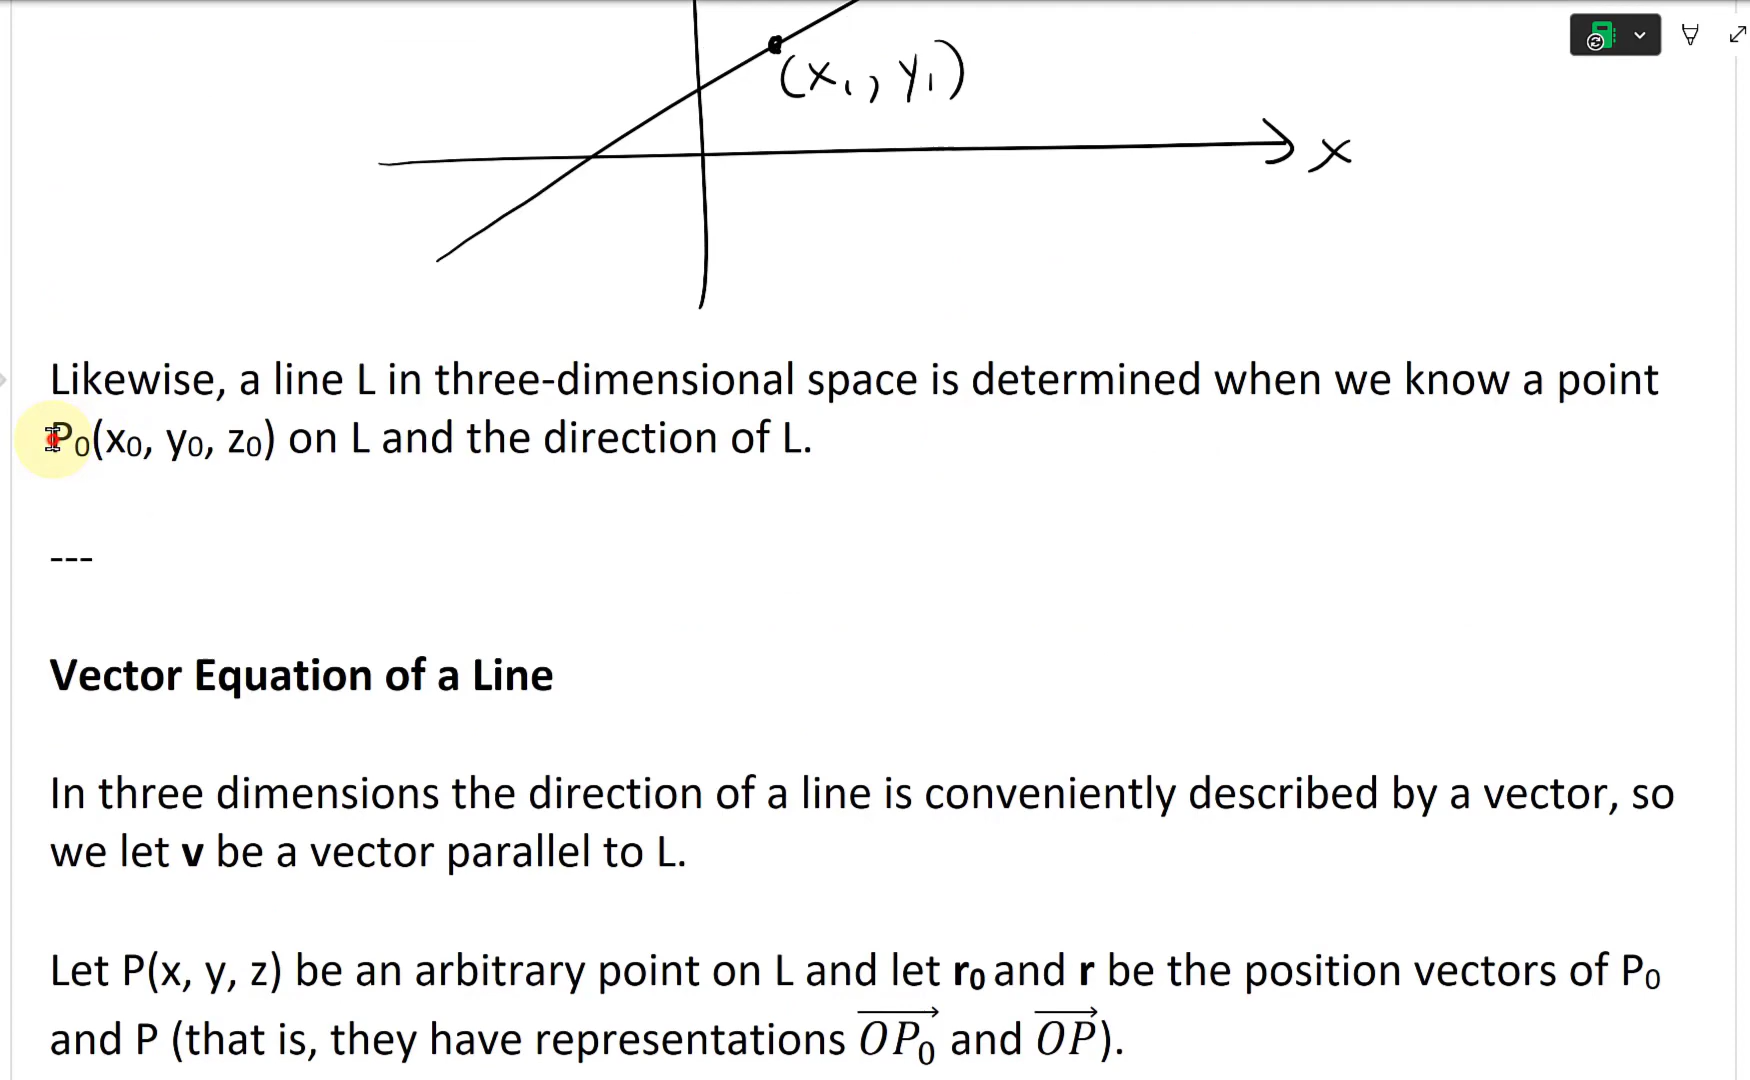 (x₁, y₁)
x
Likewise, a line L in three-dimensional space is determined when we know a point
P₀(x₀, y₀, z₀) on L and the direction of L.
---
Vector Equation of a Line
In three dimensions the direction of a line is conveniently described by a vector, so
we let v be a vector parallel to L.
Let P(x, y, z) be an arbitrary point on L and let r₀ and r be the position vectors of P₀
and P (that is, they have representations \overrightarrow{OP₀} and \overrightarrow{OP}).